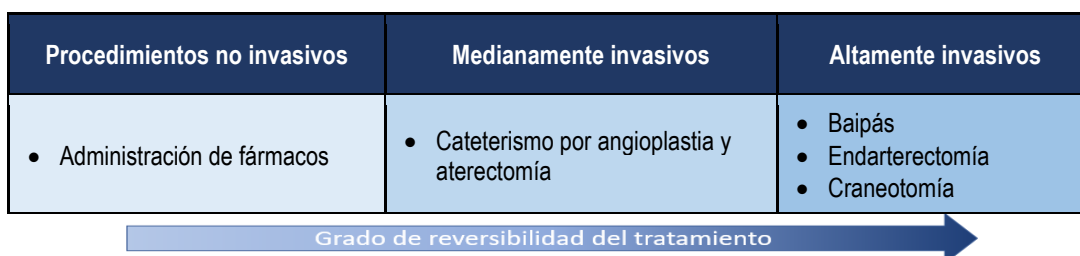 Procedimientos no invasivos
Medianamente invasivos
Altamente invasivos
• Administración de fármacos
• Cateterismo por angioplastia y
aterectomía
• Baipás
• Endarterectomía
• Craneotomía
Grado de reversibilidad del tratamiento